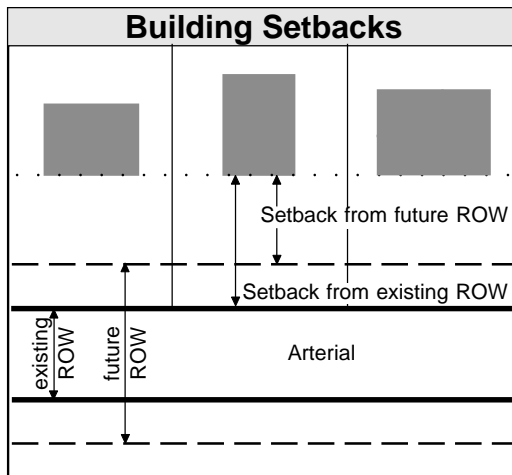 Building Setbacks
Setback from future ROW
Setback from existing ROW
existing
ROW
future
ROW
Arterial